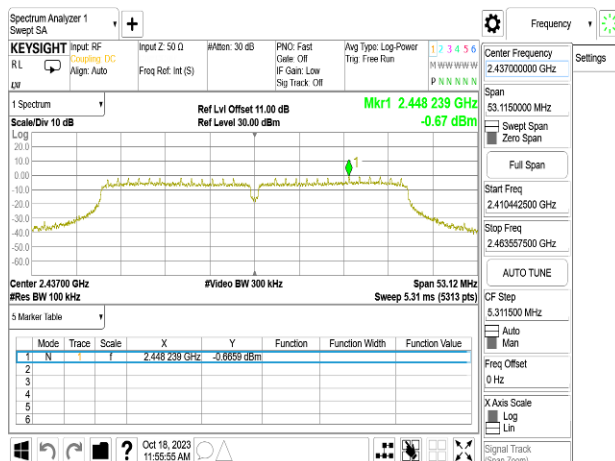 Spectrum Analyzer 1
Swept SA
Frequency
KEYSIGHT
RL
Input: RF
Coupling: DC
Align: Auto
Input Z: 50 Ω
Freq Ref: Int (S)
#Atten: 30 dB
PNO: Fast
Gate: Off
IF Gain: Low
Sig Track: Off
Avg Type: Log-Power
Trig: Free Run
1 2 3 4 5 6
M W W W W W
P N N N N N
1 Spectrum
Scale/Div 10 dB
Ref Lvl Offset 11.00 dB
Ref Level 30.00 dBm
Mkr1 2.448 239 GHz
-0.67 dBm
Log
20.0
10.0
0.00
-10.0
-20.0
-30.0
-40.0
-50.0
-60.0
1
Center 2.43700 GHz
#Res BW 100 kHz
#Video BW 300 kHz
Span 53.12 MHz
Sweep 5.31 ms (5313 pts)
5 Marker Table
Mode Trace Scale X Y Function Function Width Function Value
1 N 1 f 2.448 239 GHz -0.6659 dBm
2
3
4
5
6
?
Oct 18, 2023
11:55:55 AM
Center Frequency
2.437000000 GHz
Settings
Span
53.1150000 MHz
Swept Span
Zero Span
Full Span
Start Freq
2.410442500 GHz
Stop Freq
2.463557500 GHz
AUTO TUNE
CF Step
5.311500 MHz
Auto
Man
Freq Offset
0 Hz
X Axis Scale
Log
Lin
Signal Track
(Span Zoom)